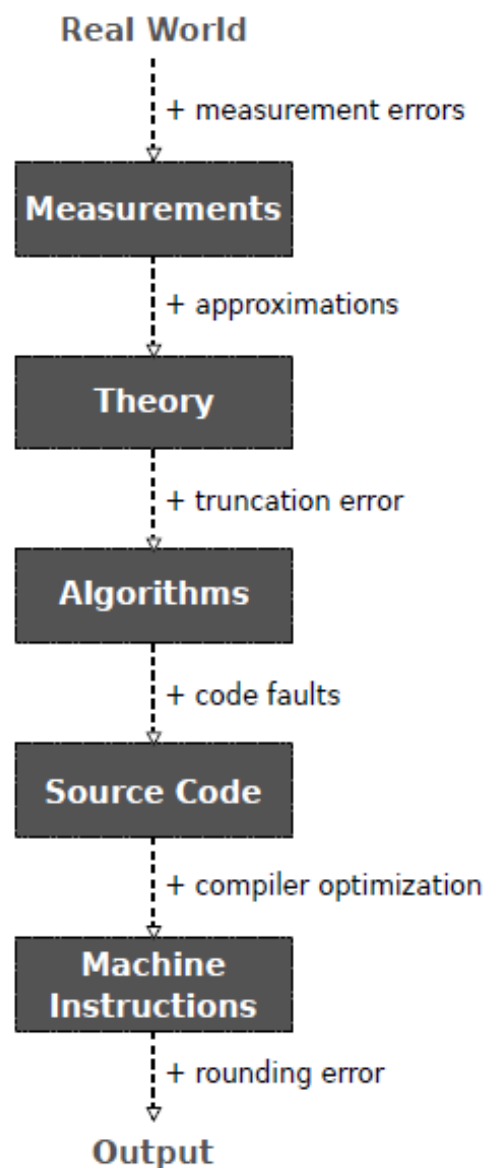 Real World
+ measurement errors
Measurements
+ approximations
Theory
+ truncation error
Algorithms
+ code faults
Source Code
+ compiler optimization
Machine
Instructions
+ rounding error
Output